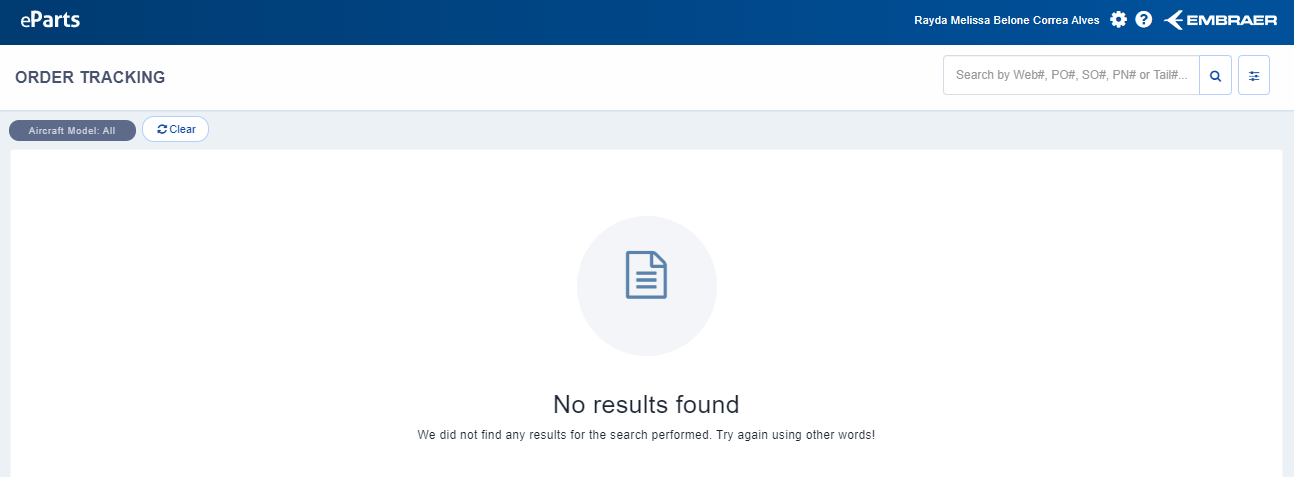 eParts
Rayda Melissa Belone Correa Alves
EMBRAER
ORDER TRACKING
Search by Web#, PO#, SO#, PN# or Tail#...
Aircraft Model: All
Clear
No results found
We did not find any results for the search performed. Try again using other words!